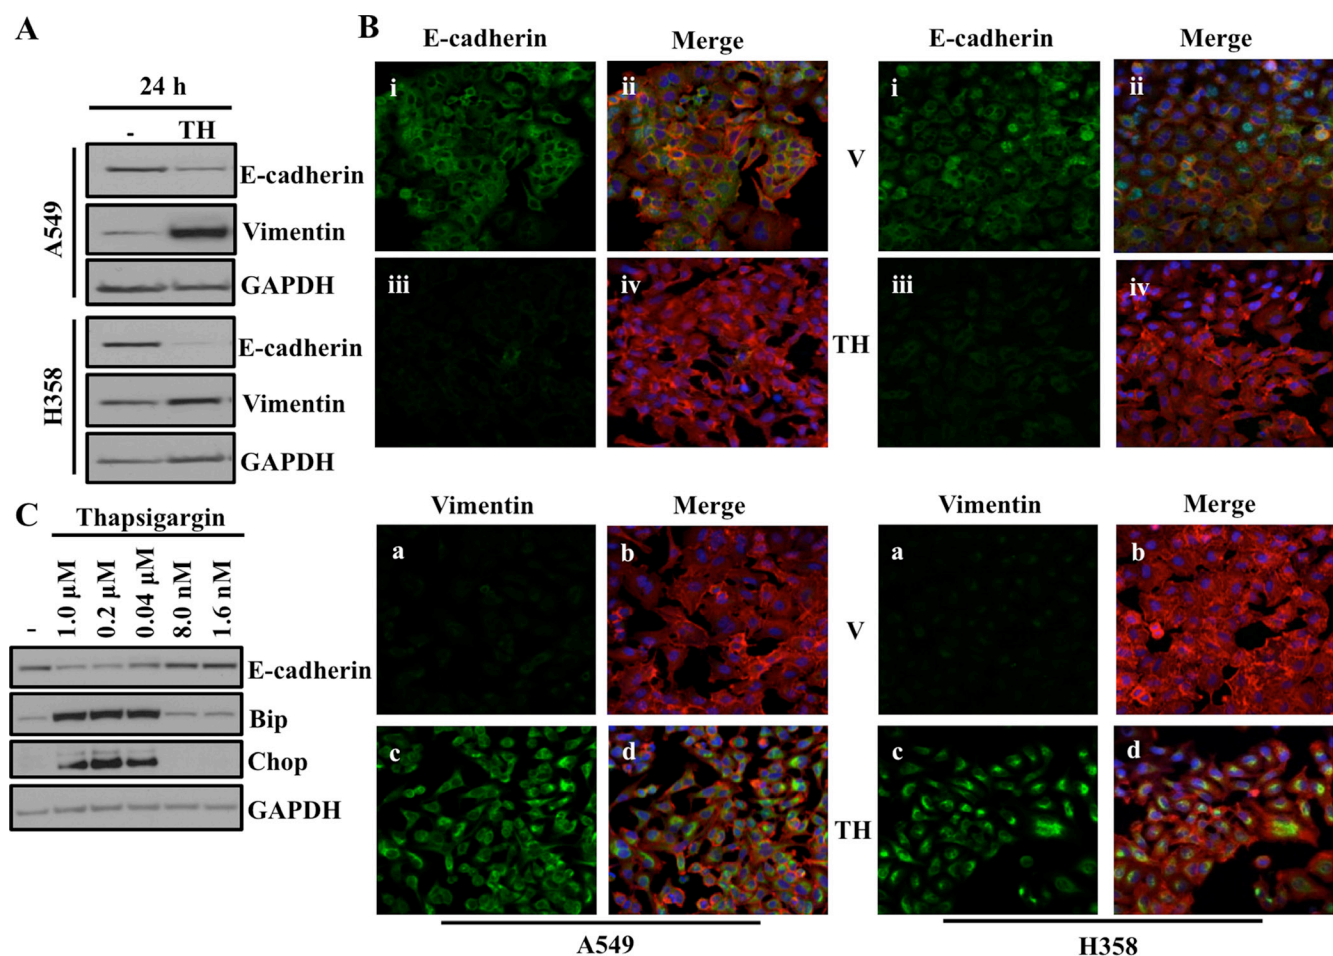 A
24 h
- TH
A549
E-cadherin
Vimentin
GAPDH
H358
E-cadherin
Vimentin
GAPDH
B
E-cadherin Merge E-cadherin Merge
i ii V i ii
iii iv TH iii iv
Vimentin Merge Vimentin Merge
a b V a b
c d TH c d
A549 H358
C
Thapsigargin
- 1.0 µM 0.2 µM 0.04 µM 8.0 nM 1.6 nM
E-cadherin
Bip
Chop
GAPDH